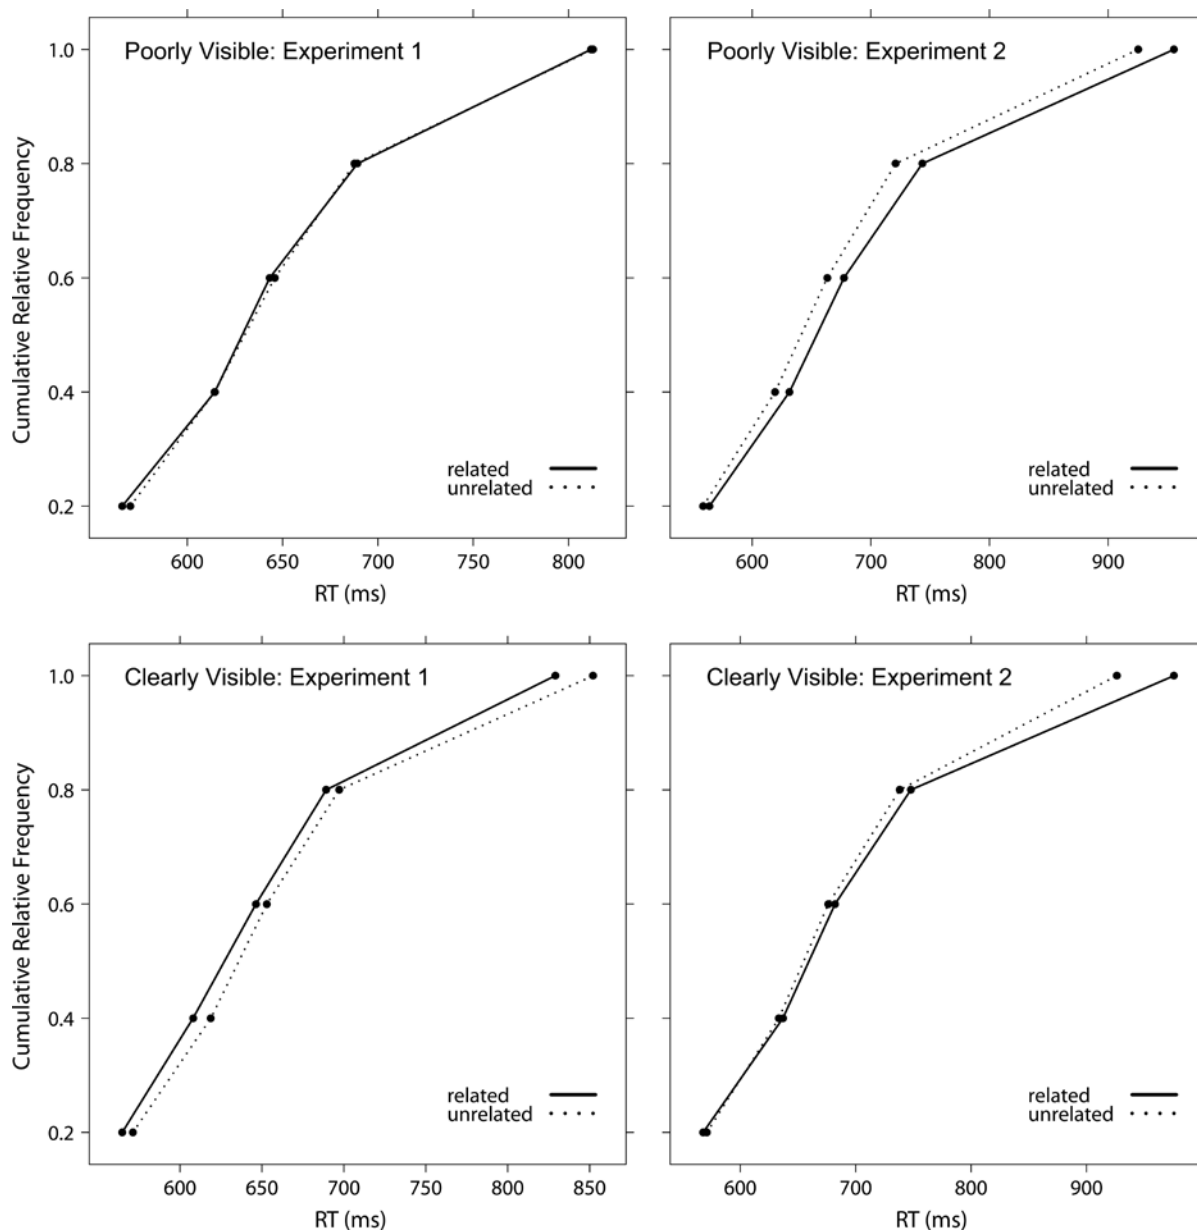 Poorly Visible: Experiment 1
1.0
0.8
0.6
0.4
0.2
Cumulative Relative Frequency
related
unrelated
600 650 700 750 800
RT (ms)
Poorly Visible: Experiment 2
related
unrelated
600 700 800 900
RT (ms)
Clearly Visible: Experiment 1
1.0
0.8
0.6
0.4
0.2
Cumulative Relative Frequency
related
unrelated
600 650 700 750 800 850
RT (ms)
Clearly Visible: Experiment 2
related
unrelated
600 700 800 900
RT (ms)